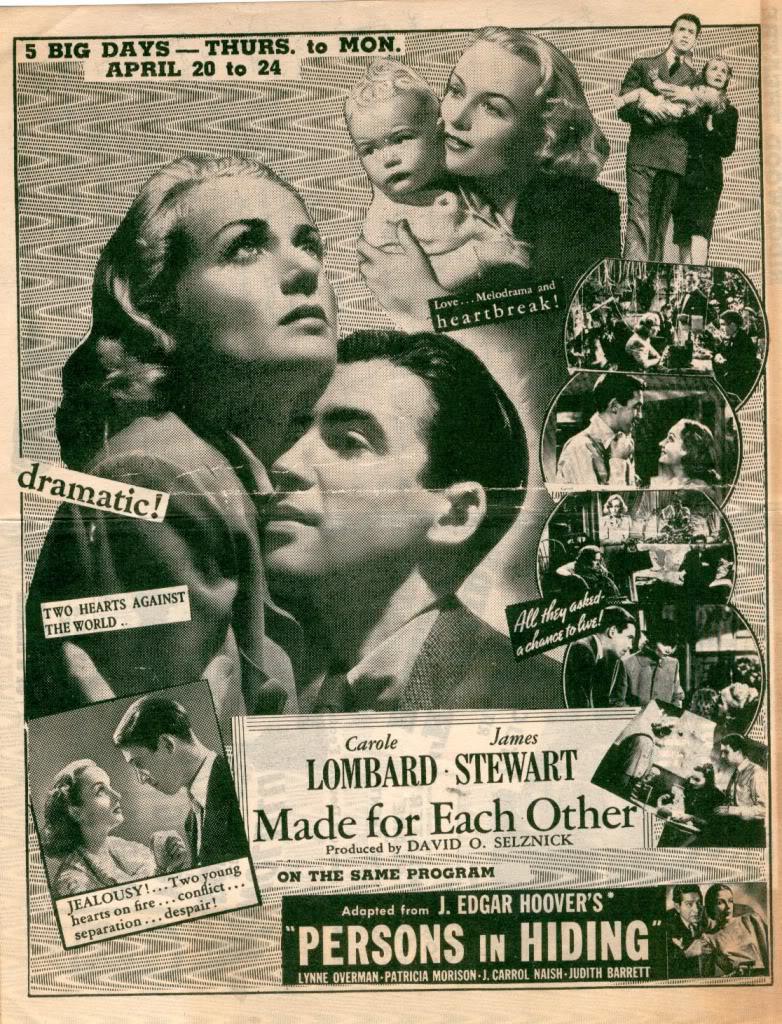 5 BIG DAYS — THURS. to MON.
APRIL 20 to 24
Love...Melodrama and
heartbreak!
dramatic!
TWO HEARTS AGAINST
THE WORLD..
All they asked-
a chance to live!
Carole James
LOMBARD · STEWART
Made for Each Other
Produced by DAVID O. SELZNICK
JEALOUSY!...Two young
hearts on fire...conflict...
separation...despair!
ON THE SAME PROGRAM
Adapted from J. EDGAR HOOVER'S*
"PERSONS IN HIDING"
LYNNE OVERMAN·PATRICIA MORISON·J. CARROL NAISH·JUDITH BARRETT